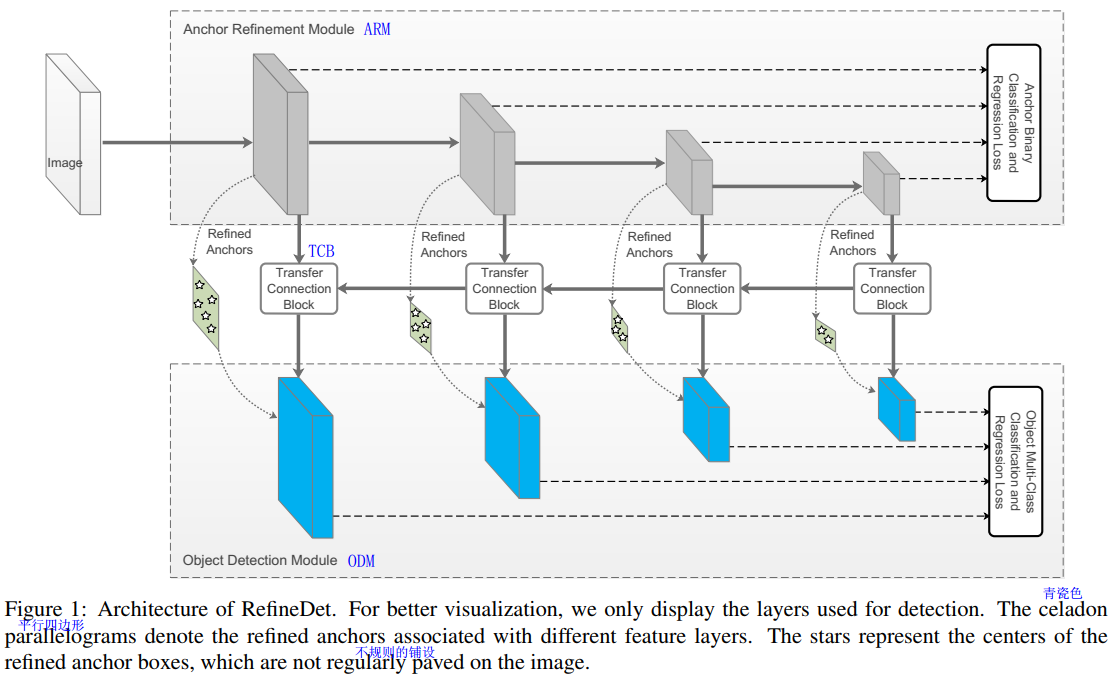 Anchor Refinement Module ARM
Image
Anchor Binary
Classification and
Regression Loss
Refined
Anchors
Refined
Anchors
Refined
Anchors
Refined
Anchors
TCB
Transfer
Connection
Block
Transfer
Connection
Block
Transfer
Connection
Block
Transfer
Connection
Block
Object Multi-Class
Classification and
Regression Loss
Object Detection Module ODM
青瓷色
Figure 1: Architecture of RefineDet. For better visualization, we only display the layers used for detection. The celadon
平行四边形
parallelograms denote the refined anchors associated with different feature layers. The stars represent the centers of the
不规则的铺设
refined anchor boxes, which are not regularly paved on the image.